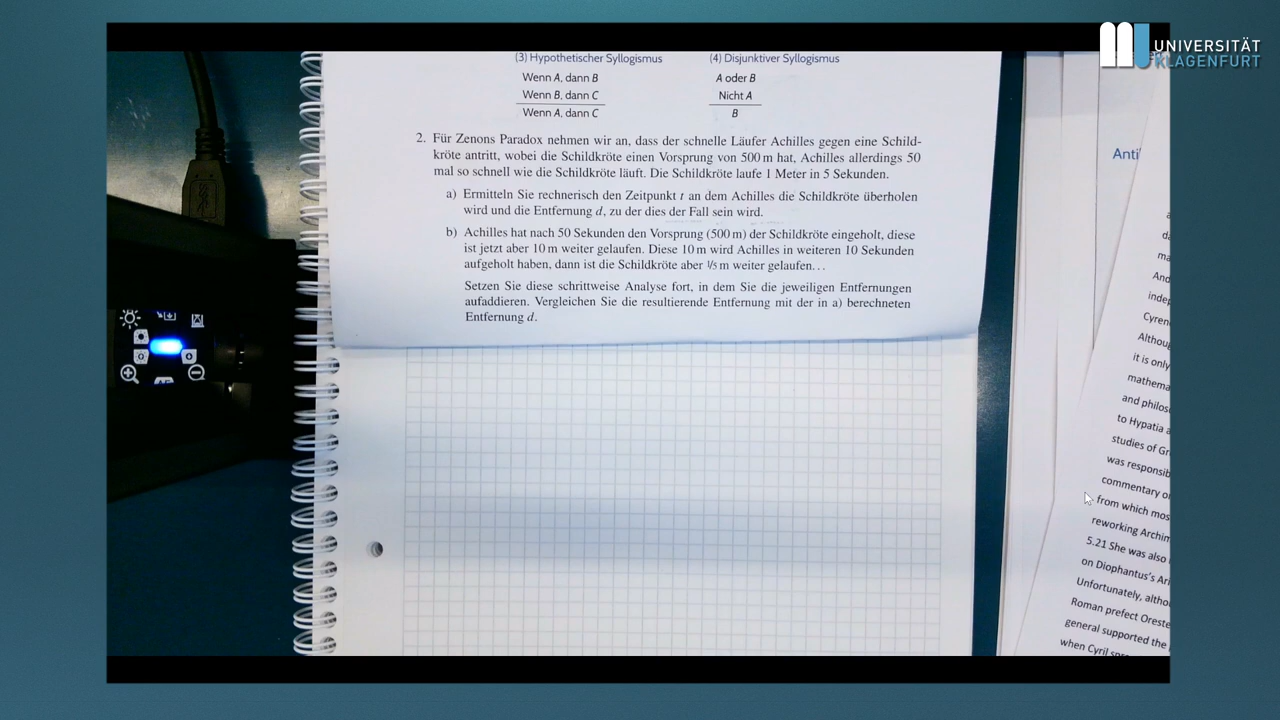 UNIVERSITÄT
KLAGENFURT
(3) Hypothetischer Syllogismus
Wenn A, dann B
Wenn B, dann C
Wenn A, dann C
(4) Disjunktiver Syllogismus
A oder B
Nicht A
B
2. Für Zenons Paradox nehmen wir an, dass der schnelle Läufer Achilles gegen eine Schild-
kröte antritt, wobei die Schildkröte einen Vorsprung von 500 m hat, Achilles allerdings 50
mal so schnell wie die Schildkröte läuft. Die Schildkröte laufe 1 Meter in 5 Sekunden.
a) Ermitteln Sie rechnerisch den Zeitpunkt t an dem Achilles die Schildkröte überholen
wird und die Entfernung d, zu der dies der Fall sein wird.
b) Achilles hat nach 50 Sekunden den Vorsprung (500 m) der Schildkröte eingeholt, diese
ist jetzt aber 10 m weiter gelaufen. Diese 10 m wird Achilles in weiteren 10 Sekunden
aufgeholt haben, dann ist die Schildkröte aber 1/5 m weiter gelaufen...
Setzen Sie diese schrittweise Analyse fort, in dem Sie die jeweiligen Entfernungen
aufaddieren. Vergleichen Sie die resultierende Entfernung mit der in a) berechneten
Entfernung d.
Anti
And
indep
Cyren
Althoug
it is only
mathema
and philos
to Hypatia a
studies of Gr
was responsib
commentary o
from which mos
reworking Archim
5.21 She was also
on Diophantus's Ari
Unfortunately, altho
Roman prefect Oreste
general supported the
when Cyril